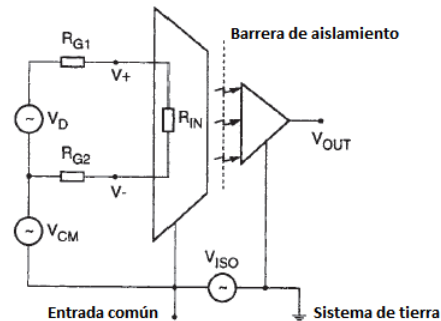 Barrera de aislamiento
RG1
V+
VD
RIN
RG2
V-
VOUT
VCM
VISO
Entrada común
Sistema de tierra